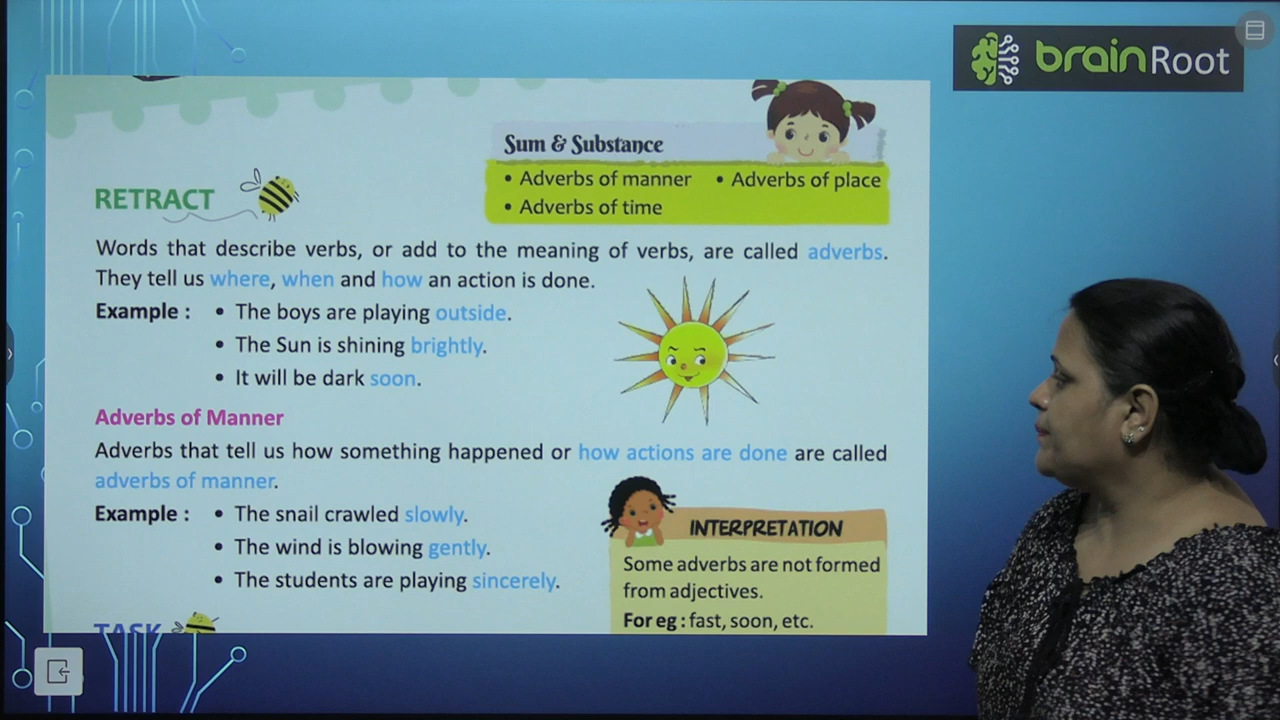 brainRoot
Sum & Substance
• Adverbs of manner • Adverbs of place
• Adverbs of time
RETRACT
Words that describe verbs, or add to the meaning of verbs, are called adverbs.
They tell us where, when and how an action is done.
Example : • The boys are playing outside.
• The Sun is shining brightly.
• It will be dark soon.
Adverbs of Manner
Adverbs that tell us how something happened or how actions are done are called
adverbs of manner.
Example : • The snail crawled slowly.
• The wind is blowing gently.
• The students are playing sincerely.
INTERPRETATION
Some adverbs are not formed
from adjectives.
For eg : fast, soon, etc.
TASK